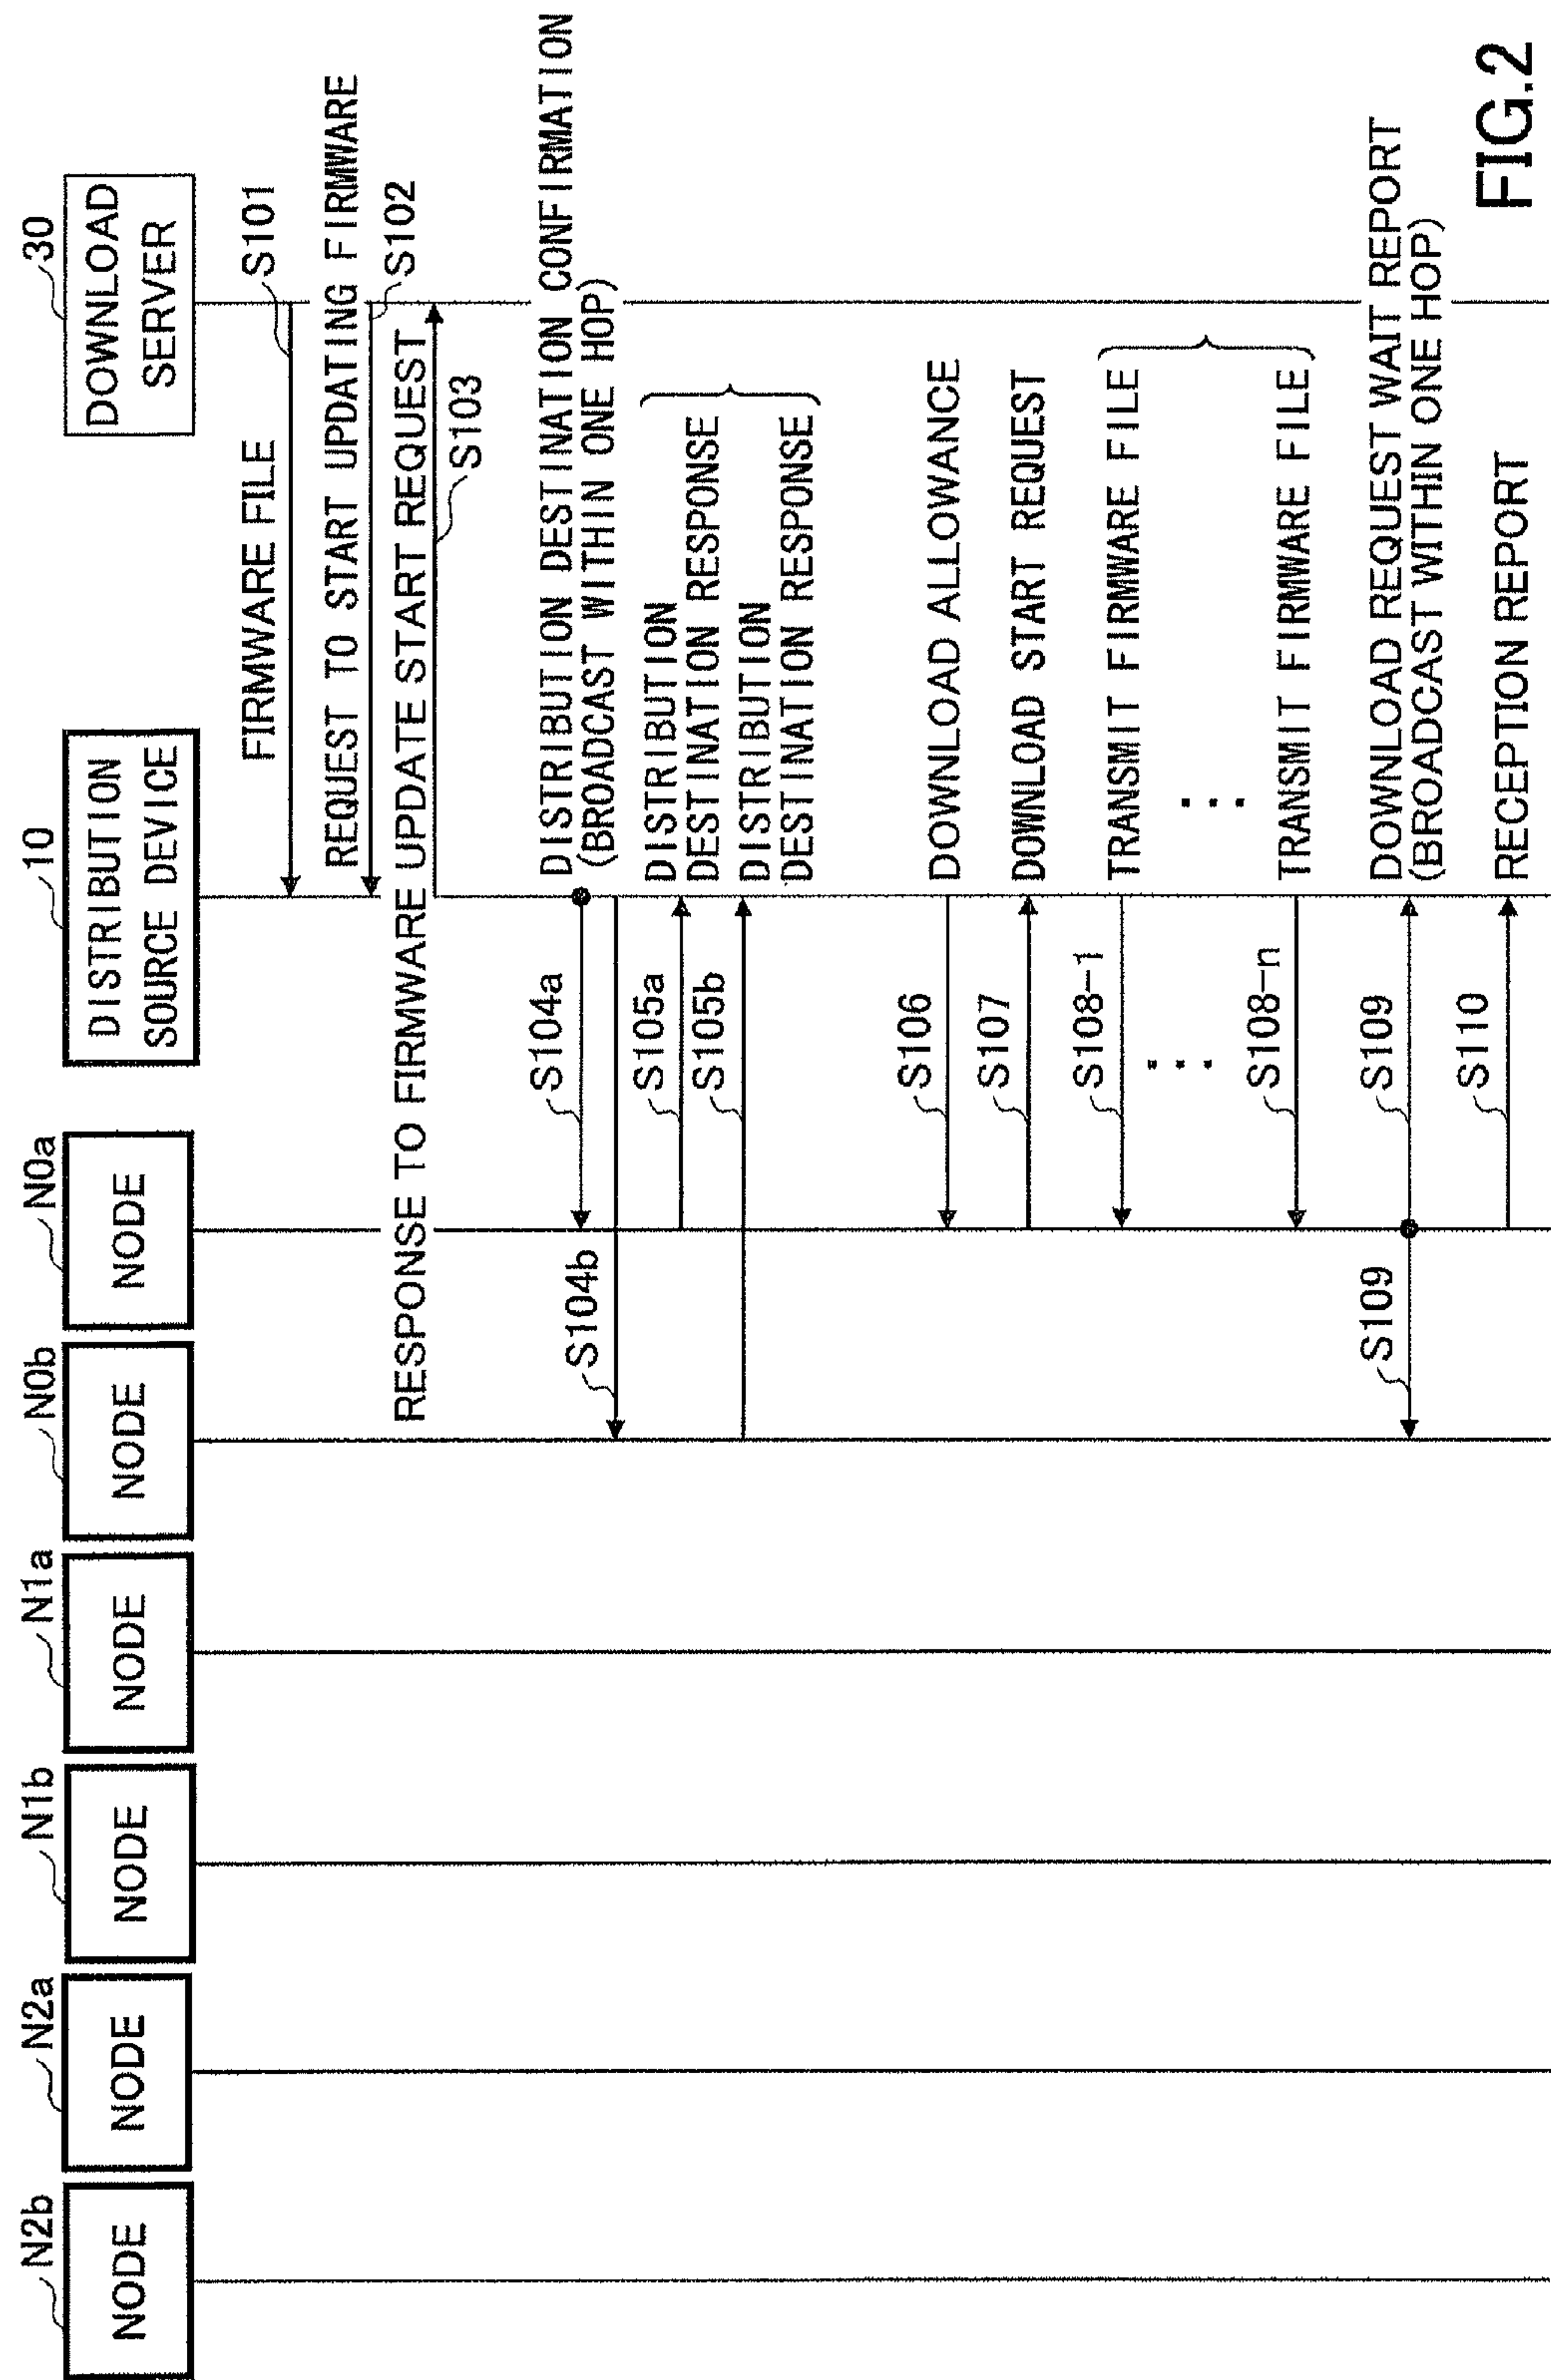 N2b
NODE
N2a
NODE
N1b
NODE
N1a
NODE
N0b
NODE
N0a
NODE
10
DISTRIBUTION
SOURCE DEVICE
30
DOWNLOAD
SERVER
FIRMWARE FILE
S101
REQUEST TO START UPDATING FIRMWARE
S102
RESPONSE TO FIRMWARE UPDATE START REQUEST
S103
DISTRIBUTION DESTINATION CONFIRMATION
(BROADCAST WITHIN ONE HOP)
S104a
S104b
DISTRIBUTION
DESTINATION RESPONSE
S105a
DISTRIBUTION
DESTINATION RESPONSE
S105b
DOWNLOAD ALLOWANCE
S106
DOWNLOAD START REQUEST
S107
TRANSMIT FIRMWARE FILE
S108-1
...
...
TRANSMIT FIRMWARE FILE
S108-n
DOWNLOAD REQUEST WAIT REPORT
(BROADCAST WITHIN ONE HOP)
S109
S109
RECEPTION REPORT
S110
FIG.2